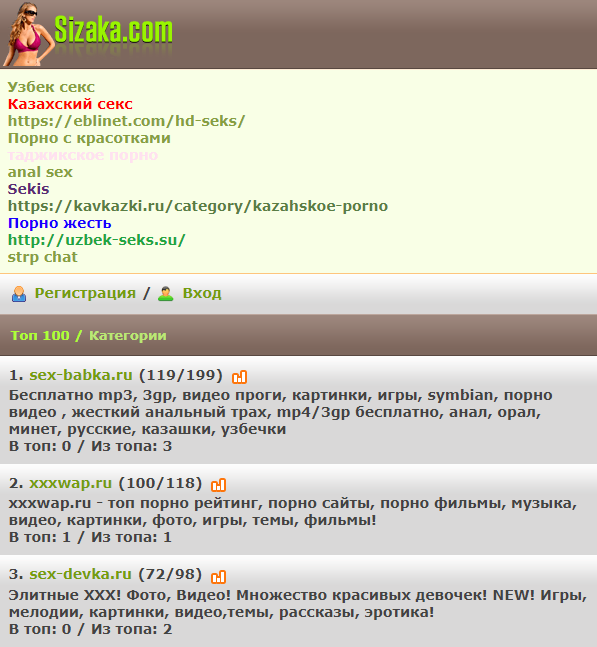 Sizaka.com
Узбек секс
Казахский секс
https://eblinet.com/hd-seks/
Порно с красотками
таджикское порно
anal sex
Sekis
https://kavkazki.ru/category/kazahskoe-porno
Порно жесть
http://uzbek-seks.su/
strp chat
Регистрация / Вход
Топ 100 / Категории
1. sex-babka.ru (119/199)
Бесплатно mp3, 3gp, видео проги, картинки, игры, symbian, порно
видео , жесткий анальный трах, mp4/3gp бесплатно, анал, орал,
минет, русские, казашки, узбечки
В топ: 0 / Из топа: 3
2. xxxwap.ru (100/118)
xxxwap.ru - топ порно рейтинг, порно сайты, порно фильмы, музыка,
видео, картинки, фото, игры, темы, фильмы!
В топ: 1 / Из топа: 1
3. sex-devka.ru (72/98)
Элитные XXX! Фото, Видео! Множество красивых девочек! NEW! Игры,
мелодии, картинки, видео,темы, рассказы, эротика!
В топ: 0 / Из топа: 2